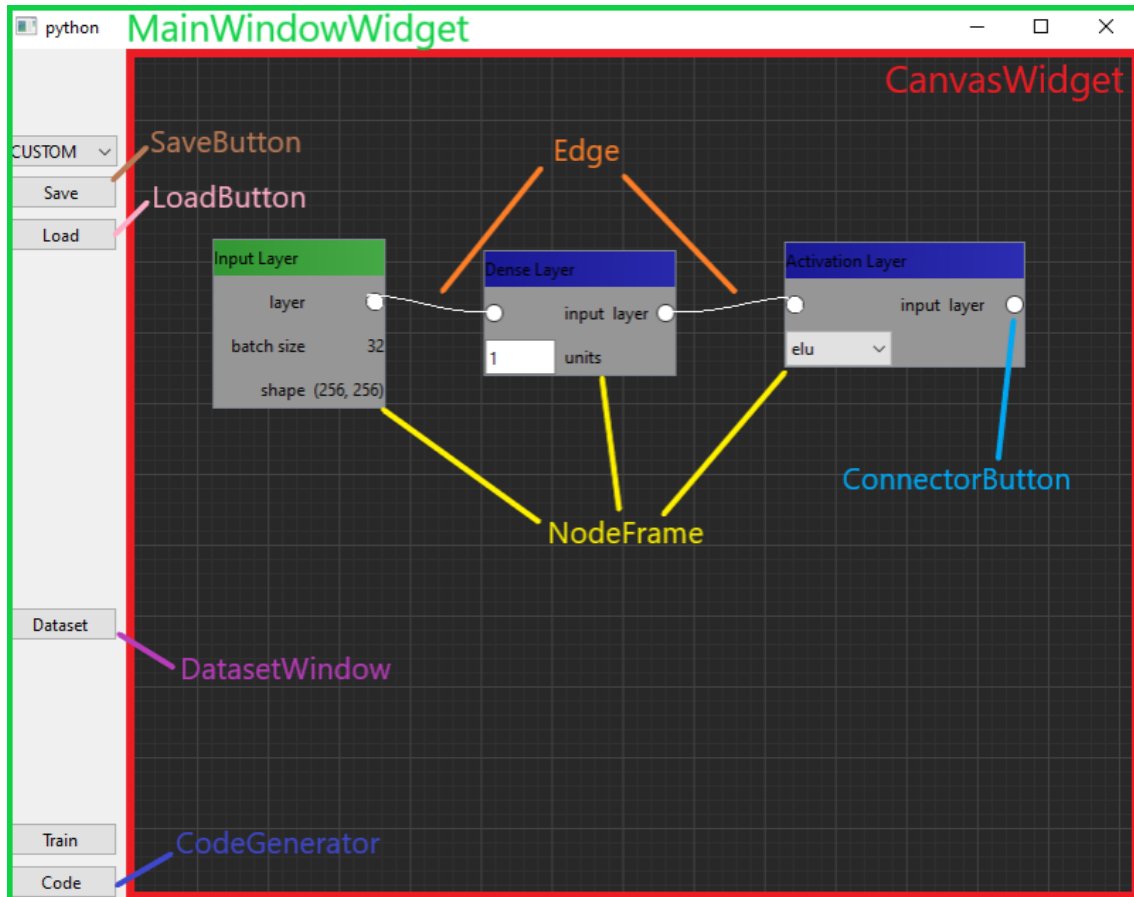 python
MainWindowWidget
CanvasWidget
CUSTOM
SaveButton
Edge
Save
LoadButton
Load
Input Layer
layer
batch size 32
shape (256, 256)
Dense Layer
input layer
1 units
Activation Layer
input layer
elu
ConnectorButton
NodeFrame
Dataset
DatasetWindow
Train
CodeGenerator
Code